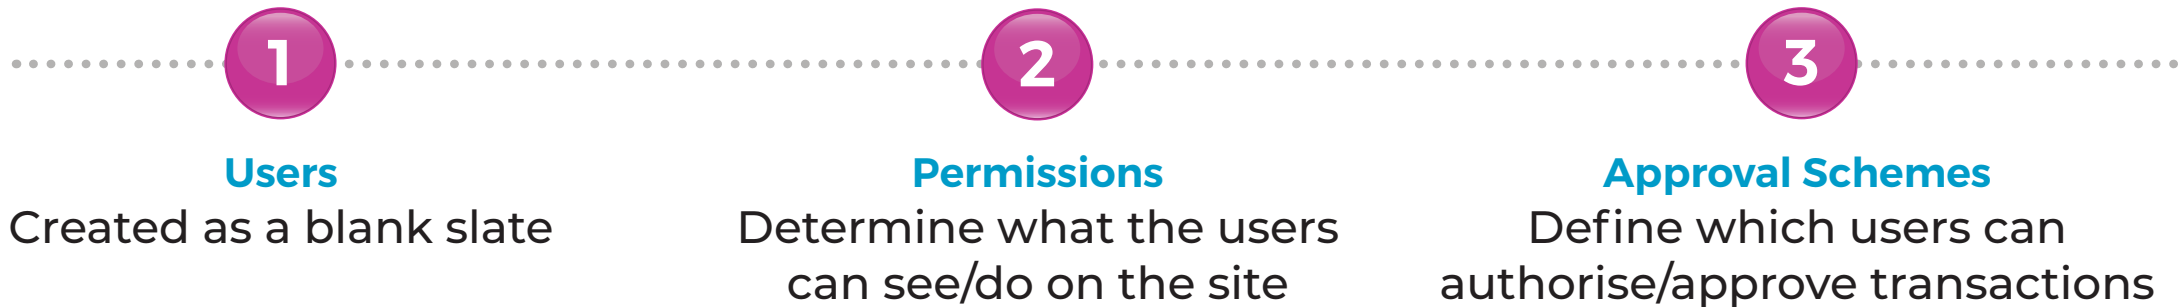 1
Users
Created as a blank slate
2
Permissions
Determine what the users
can see/do on the site
3
Approval Schemes
Define which users can
authorise/approve transactions